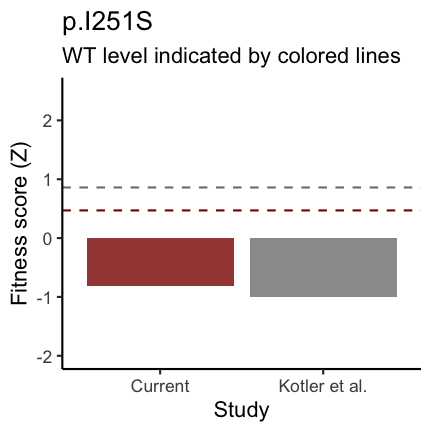 p.I251S
WT level indicated by colored lines
Fitness score (Z)
2
1
0
-1
-2
Current
Kotler et al.
Study